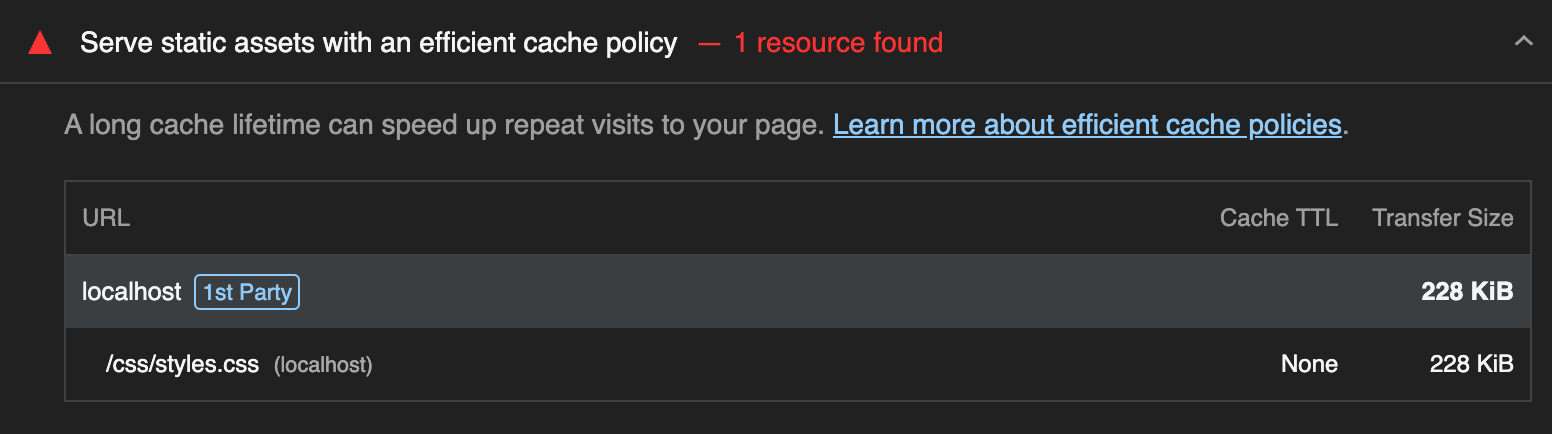 Serve static assets with an efficient cache policy — 1 resource found
A long cache lifetime can speed up repeat visits to your page. Learn more about efficient cache policies.
URL Cache TTL Transfer Size
localhost 1st Party 228 KiB
/css/styles.css (localhost) None 228 KiB